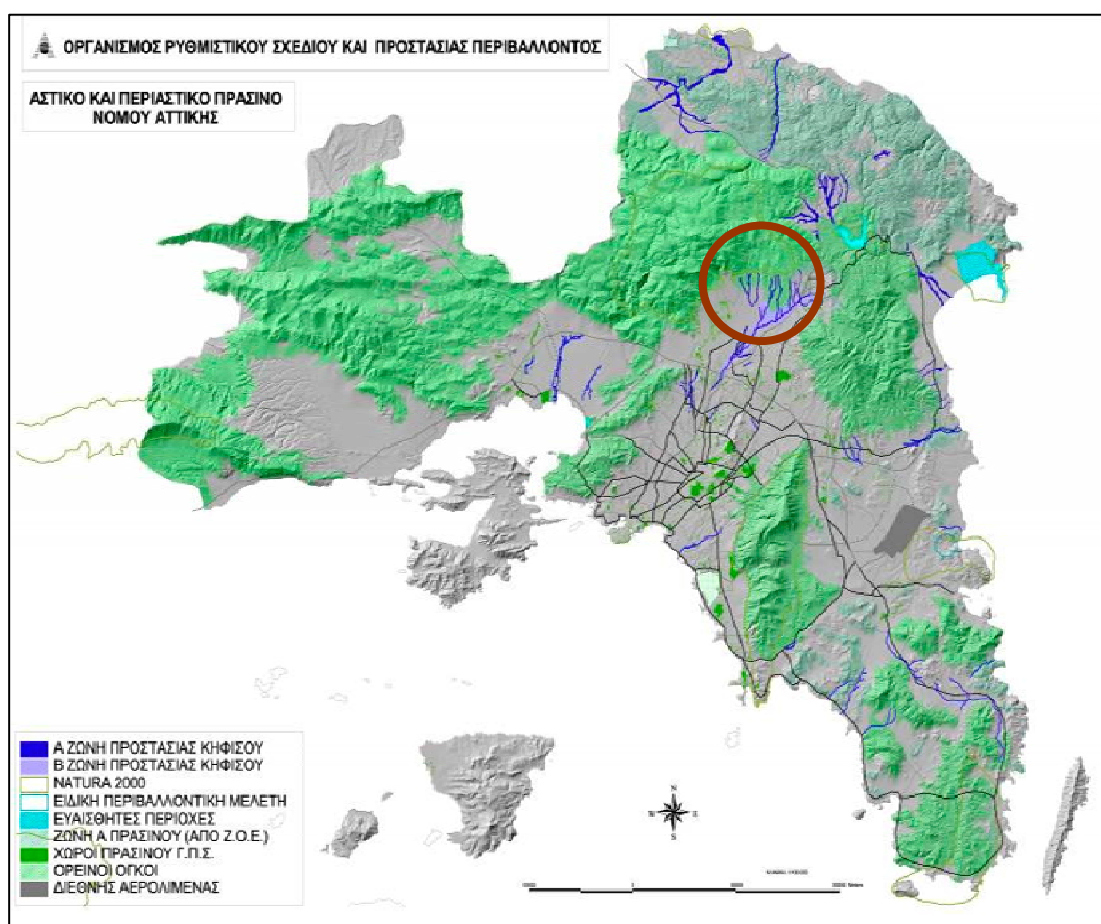 ΟΡΓΑΝΙΣΜΟΣ ΡΥΘΜΙΣΤΙΚΟΥ ΣΧΕΔΙΟΥ ΚΑΙ ΠΡΟΣΤΑΣΙΑΣ ΠΕΡΙΒΑΛΛΟΝΤΟΣ
ΑΣΤΙΚΟ ΚΑΙ ΠΕΡΙΑΣΤΙΚΟ ΠΡΑΣΙΝΟ
ΝΟΜΟΥ ΑΤΤΙΚΗΣ
Α ΖΩΝΗ ΠΡΟΣΤΑΣΙΑΣ ΚΗΦΙΣΟΥ
Β ΖΩΝΗ ΠΡΟΣΤΑΣΙΑΣ ΚΗΦΙΣΟΥ
NATURA 2000
ΕΙΔΙΚΗ ΠΕΡΙΒΑΛΛΟΝΤΙΚΗ ΜΕΛΕΤΗ
ΕΥΑΙΣΘΗΤΕΣ ΠΕΡΙΟΧΕΣ
ΖΩΝΗ Α ΠΡΑΣΙΝΟΥ (ΑΠΟ Ζ.Ο.Ε.)
ΧΩΡΟΙ ΠΡΑΣΙΝΟΥ Γ.Π.Σ.
ΟΡΕΙΝΟΙ ΟΓΚΟΙ
ΔΙΕΘΝΗΣ ΑΕΡΟΛΙΜΕΝΑΣ
N
W E
S